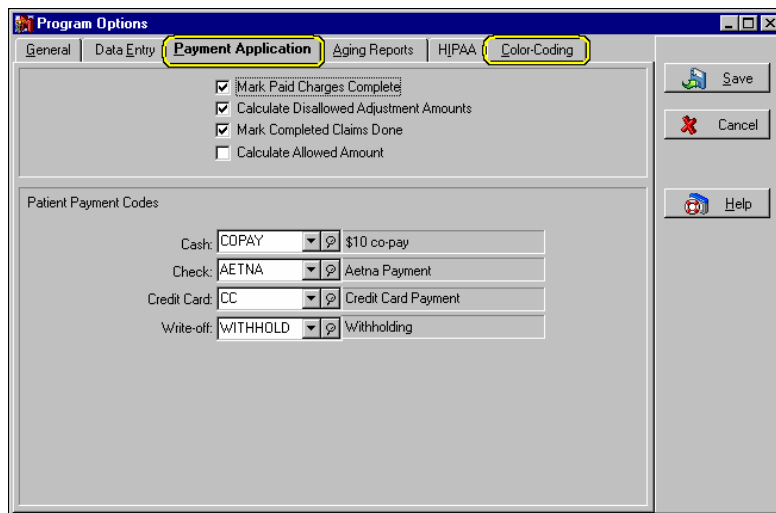 Program Options
General Data Entry Payment Application Aging Reports HIPAA Color-Coding
Mark Paid Charges Complete
Calculate Disallowed Adjustment Amounts
Mark Completed Claims Done
Calculate Allowed Amount
Save
Cancel
Help
Patient Payment Codes
Cash: COPAY $10 co-pay
Check: AETNA Aetna Payment
Credit Card: CC Credit Card Payment
Write-off: WITHHOLD Withholding